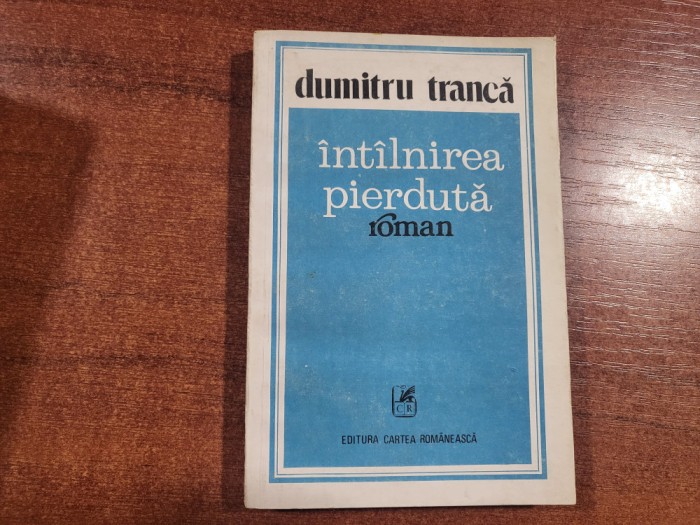 dumitru trancă
întîlnirea
pierdută
roman
CR
EDITURA CARTEA ROMÂNEASCĂ